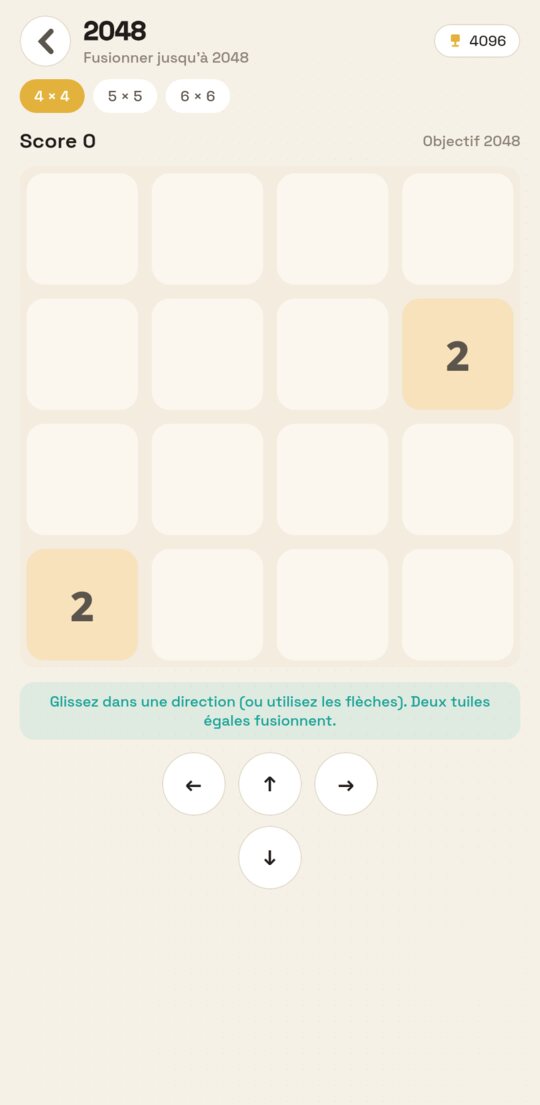 2048
Fusionner jusqu'à 2048
4096
4 × 4
5 × 5
6 × 6
Score 0
Objectif 2048
2
2
Glissez dans une direction (ou utilisez les flèches). Deux tuiles
égales fusionnent.
← ↑ →
↓